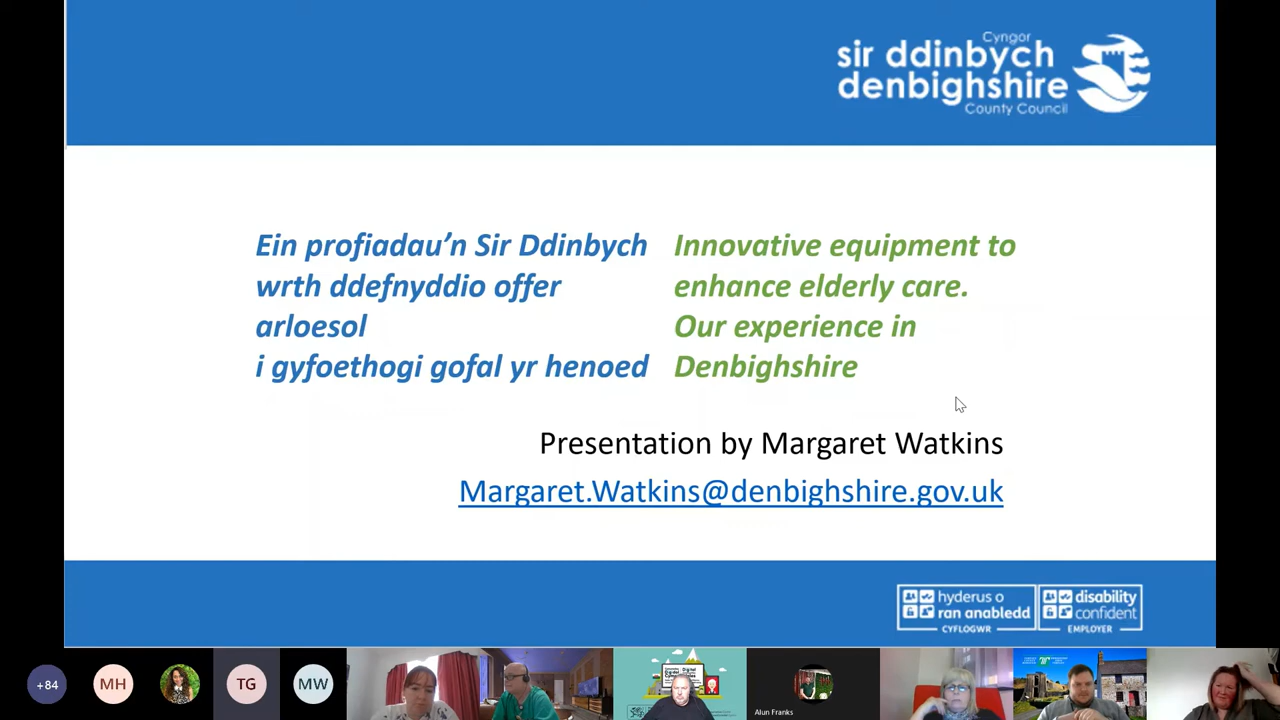 Cyngor
sir ddinbych
denbighshire
County Council
Ein profiadau’n Sir Ddinbych
wrth ddefnyddio offer
arloesol
i gyfoethogi gofal yr henoed
Innovative equipment to
enhance elderly care.
Our experience in
Denbighshire
Presentation by Margaret Watkins
Margaret.Watkins@denbighshire.gov.uk
hyderus o
ran anabledd
CYFLOGWR
disability
confident
EMPLOYER
+84
MH
TG
MW
Alun Franks